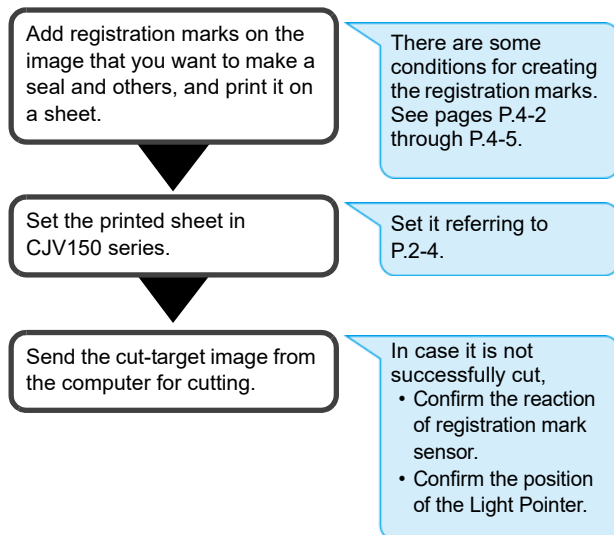 Add registration marks on the
image that you want to make a
seal and others, and print it on
a sheet.
There are some
conditions for creating
the registration marks.
See pages P.4-2
through P.4-5.
Set the printed sheet in
CJV150 series.
Set it referring to
P.2-4.
Send the cut-target image from
the computer for cutting.
In case it is not
successfully cut,
• Confirm the reaction
of registration mark
sensor.
• Confirm the position
of the Light Pointer.